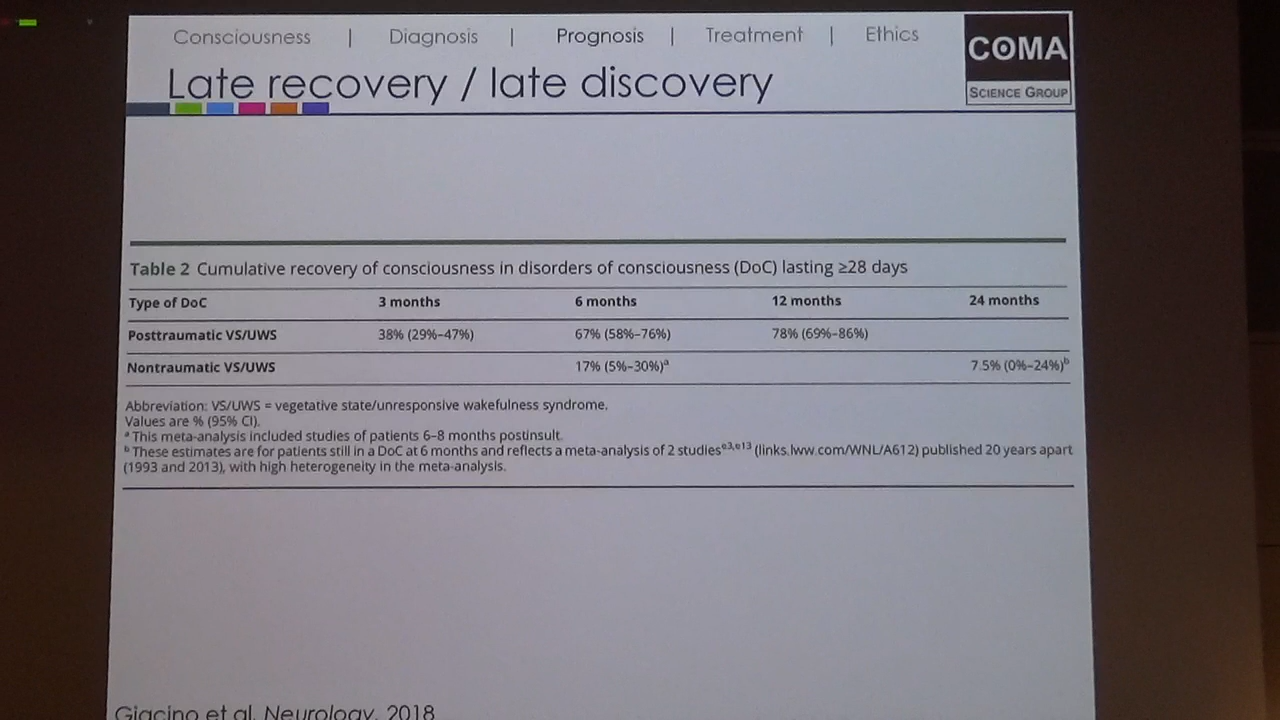 Consciousness | Diagnosis | Prognosis | Treatment | Ethics
COMA
SCIENCE GROUP
Late recovery / late discovery
Table 2 Cumulative recovery of consciousness in disorders of consciousness (DoC) lasting ≥28 days
Type of DoC 3 months 6 months 12 months 24 months
Posttraumatic VS/UWS 38% (29%–47%) 67% (58%–76%) 78% (69%–86%)
Nontraumatic VS/UWS 17% (5%–30%)ᵃ 7.5% (0%–24%)ᵇ
Abbreviation: VS/UWS = vegetative state/unresponsive wakefulness syndrome.
Values are % (95% CI).
ᵃ This meta-analysis included studies of patients 6–8 months postinsult.
ᵇ These estimates are for patients still in a DoC at 6 months and reflects a meta-analysis of 2 studiese3,e13 (links.lww.com/WNL/A612) published 20 years apart
(1993 and 2013), with high heterogeneity in the meta-analysis.
Giacino et al, Neurology, 2018